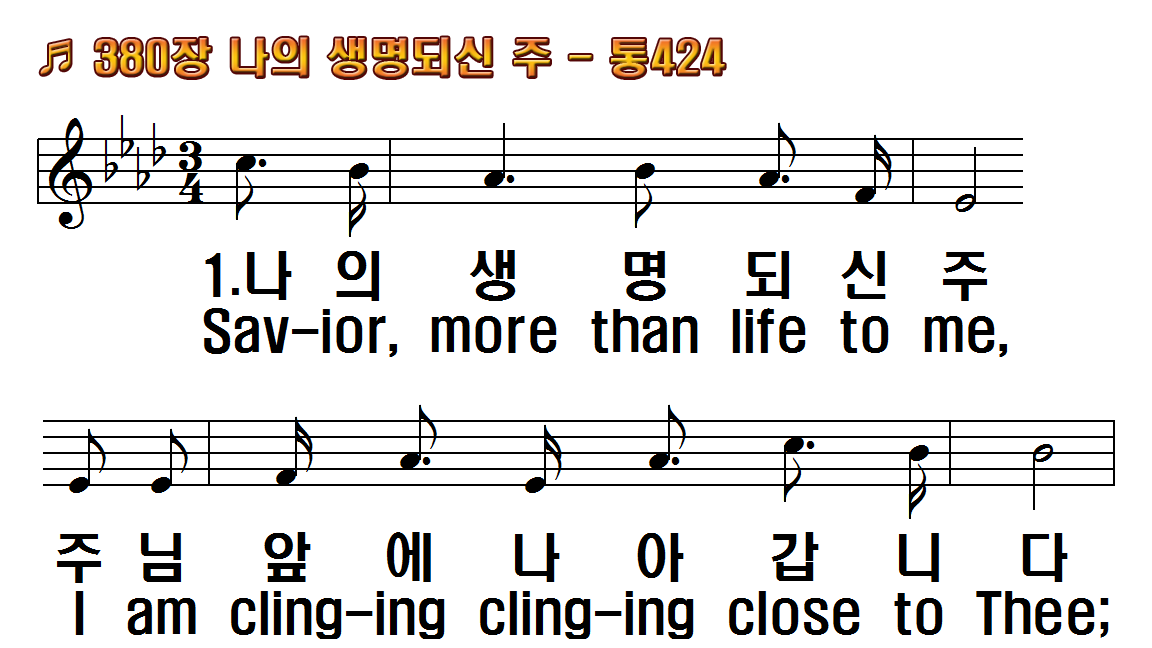 ♬ 380장 나의 생명되신 주 - 통424
3
4
1.나 의 생 명 되 신 주
Sav-ior, more than life to me,
주 님 앞 에 나 아 갑 니 다
I am cling-ing cling-ing close to Thee;